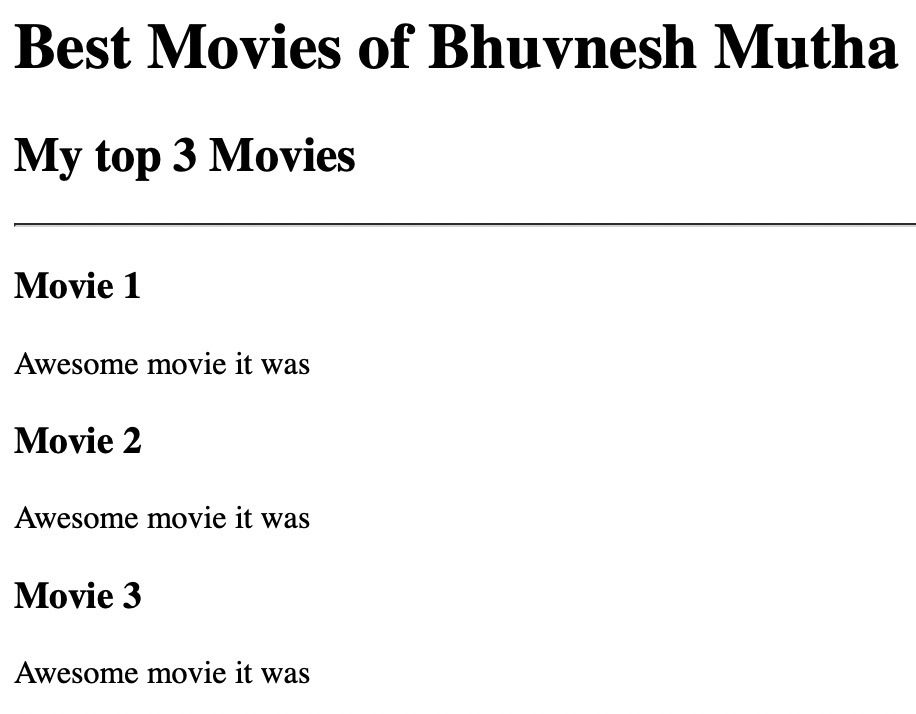 Best Movies of Bhuvnesh Mutha
My top 3 Movies
Movie 1
Awesome movie it was
Movie 2
Awesome movie it was
Movie 3
Awesome movie it was